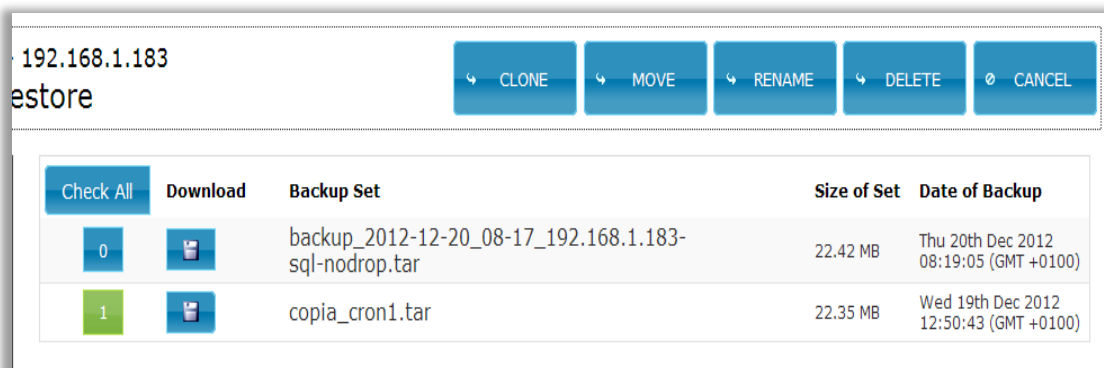 192.168.1.183
estore
CLONE MOVE RENAME DELETE CANCEL
Check All Download Backup Set Size of Set Date of Backup
0 backup_2012-12-20_08-17_192.168.1.183- 22.42 MB Thu 20th Dec 2012
sql-nodrop.tar 08:19:05 (GMT +0100)
1 copia_cron1.tar 22.35 MB Wed 19th Dec 2012
12:50:43 (GMT +0100)